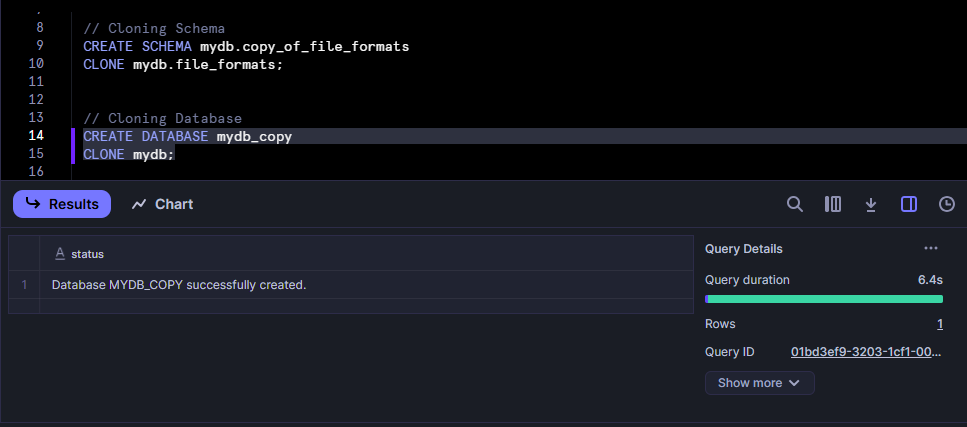 8 // Cloning Schema
9 CREATE SCHEMA mydb.copy_of_file_formats
10 CLONE mydb.file_formats;
11
12
13 // Cloning Database
14 CREATE DATABASE mydb_copy
15 CLONE mydb;
16
Results Chart
A status
1 Database MYDB_COPY successfully created.
Query Details ...
Query duration 6.4s
Rows 1
Query ID 01bd3ef9-3203-1cf1-00...
Show more